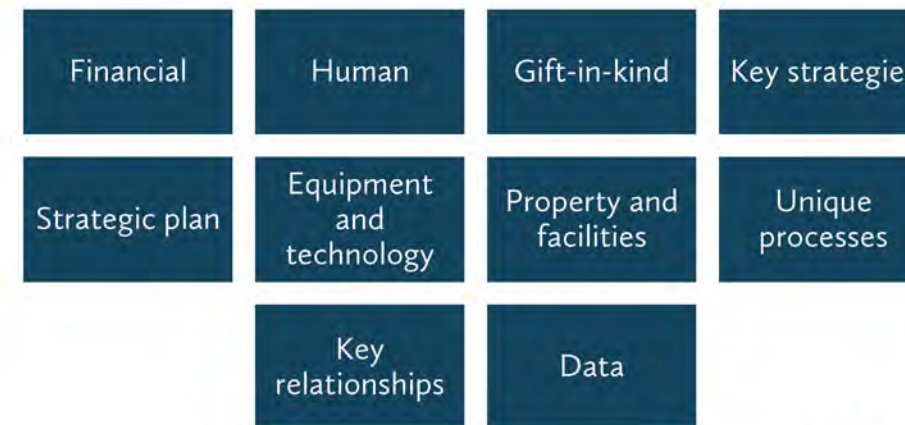 Financial
Human
Gift-in-kind
Key strategie
Strategic plan
Equipment
and
technology
Property and
facilities
Unique
processes
Key
relationships
Data